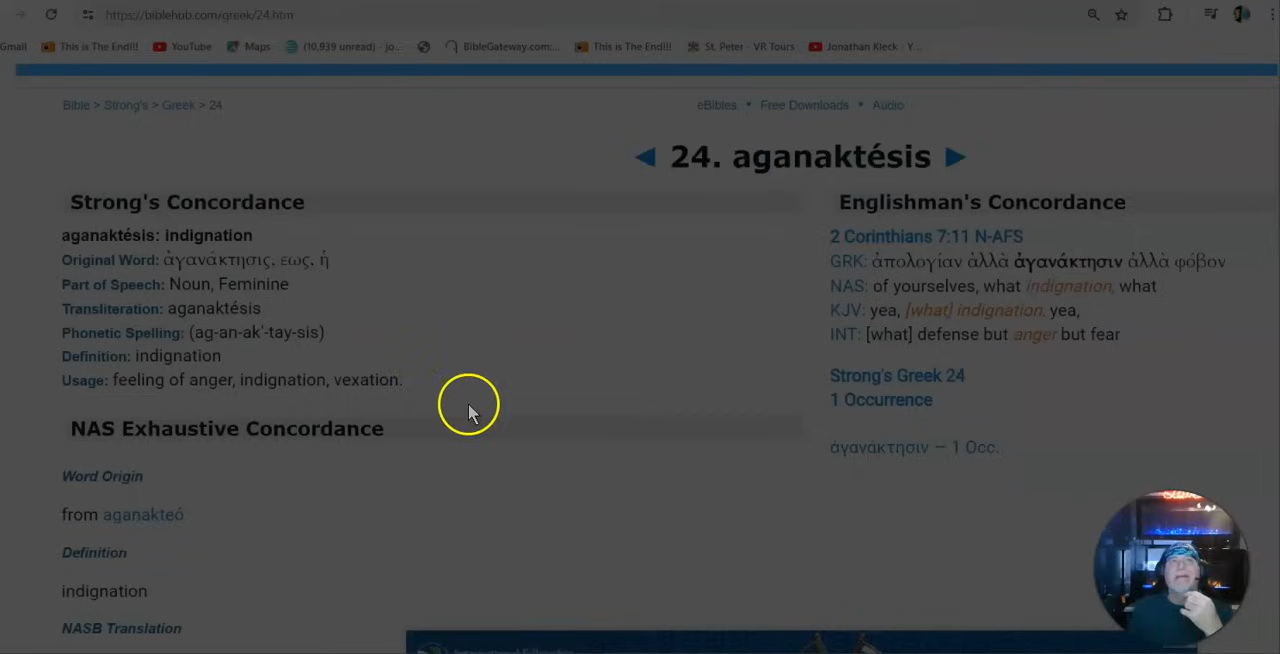 https://biblehub.com/greek/24.htm
Gmail This is The End!!! YouTube Maps (10,939 unread) - jo... BibleGateway.com:... This is The End!!! St. Peter - VR Tours Jonathan Kleck - Y...
Bible > Strong's > Greek > 24
eBibles • Free Downloads • Audio
◄ 24. aganaktésis ►
Strong's Concordance
aganaktésis: indignation
Original Word: ἀγανάκτησις, εως, ἡ
Part of Speech: Noun, Feminine
Transliteration: aganaktésis
Phonetic Spelling: (ag-an-ak'-tay-sis)
Definition: indignation
Usage: feeling of anger, indignation, vexation.
NAS Exhaustive Concordance
Word Origin
from aganakteó
Definition
indignation
NASB Translation
Englishman's Concordance
2 Corinthians 7:11 N-AFS
GRK: ἀπολογίαν ἀλλὰ ἀγανάκτησιν ἀλλὰ φόβον
NAS: of yourselves, what indignation, what
KJV: yea, [what] indignation, yea,
INT: [what] defense but anger but fear
Strong's Greek 24
1 Occurrence
ἀγανάκτησιν — 1 Occ.